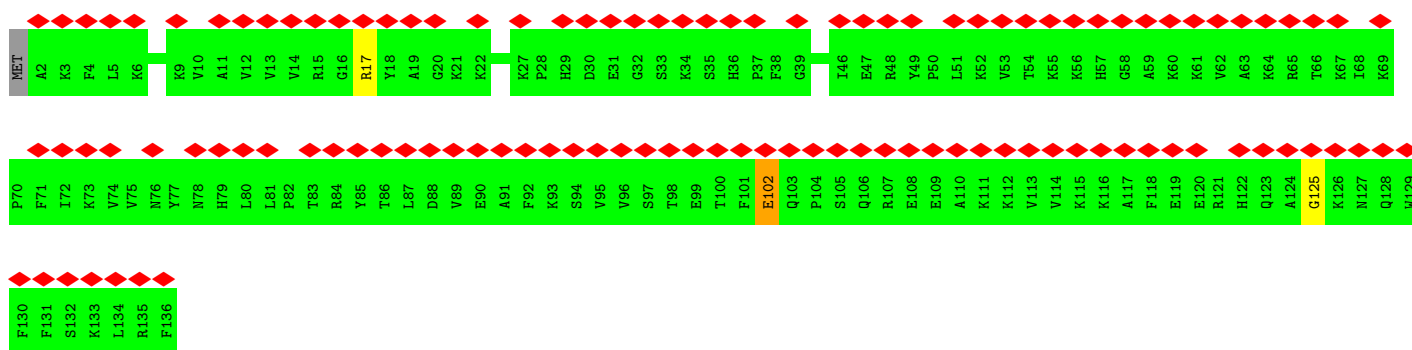 MET A2 K3 F4 L5 K6 K9 V10 A11 V12 V13 V14 R15 G16 R17 Y18 A19 G20 K21 K22 K27 P28 H29 D30 E31 G32 S33 K34 S35 H36 P37 F38 G39 I46 E47 R48 Y49 P50 L51 K52 V53 T54 K55 K56 H57 G58 A59 K60 K61 V62 A63 K64 R65 T66 K67 I68 K69
P70 F71 I72 K73 V74 V75 N76 Y77 N78 H79 L80 L81 P82 T83 R84 Y85 T86 L87 D88 V89 E90 A91 F92 K93 S94 V95 V96 S97 T98 E99 T100 F101 E102 Q103 P104 S105 Q106 R107 E108 E109 A110 K111 K112 V113 V114 K115 K116 A117 F118 E119 E120 R121 H122 Q123 A124 G125 K126 N127 Q128 W129
F130 F131 S132 K133 L134 R135 F136